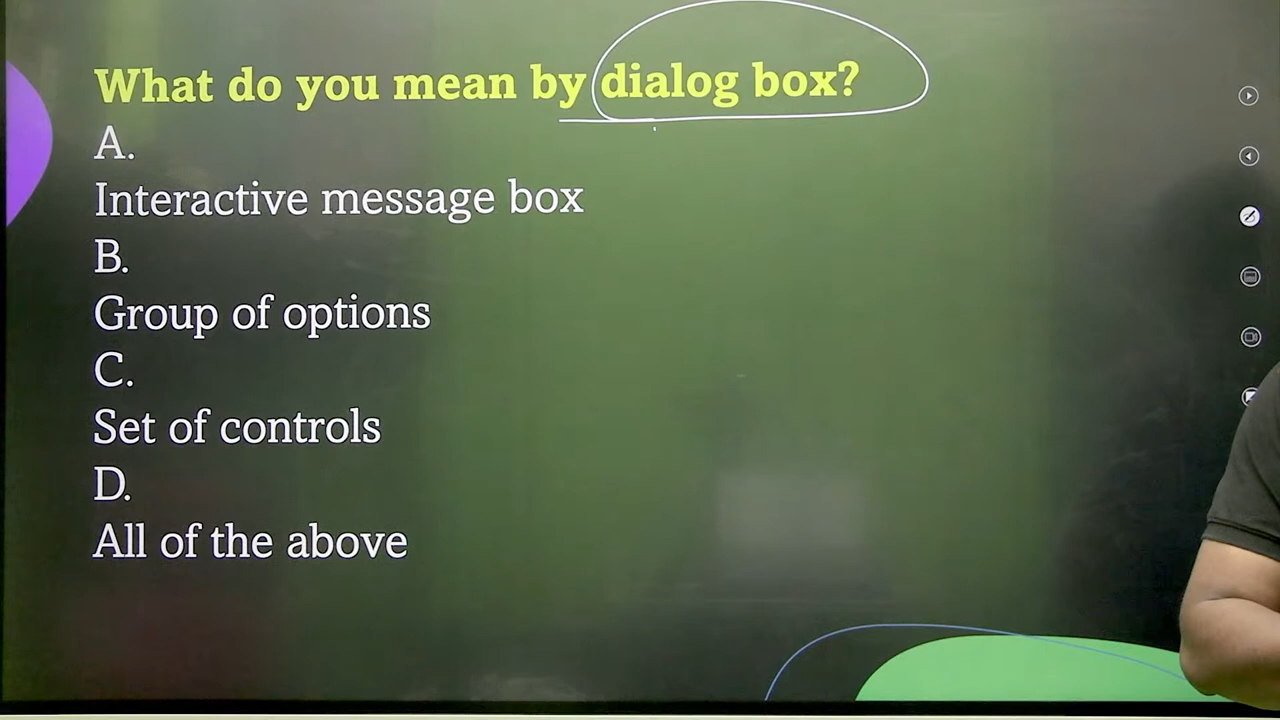 What do you mean by dialog box?
A.
Interactive message box
B.
Group of options
C.
Set of controls
D.
All of the above